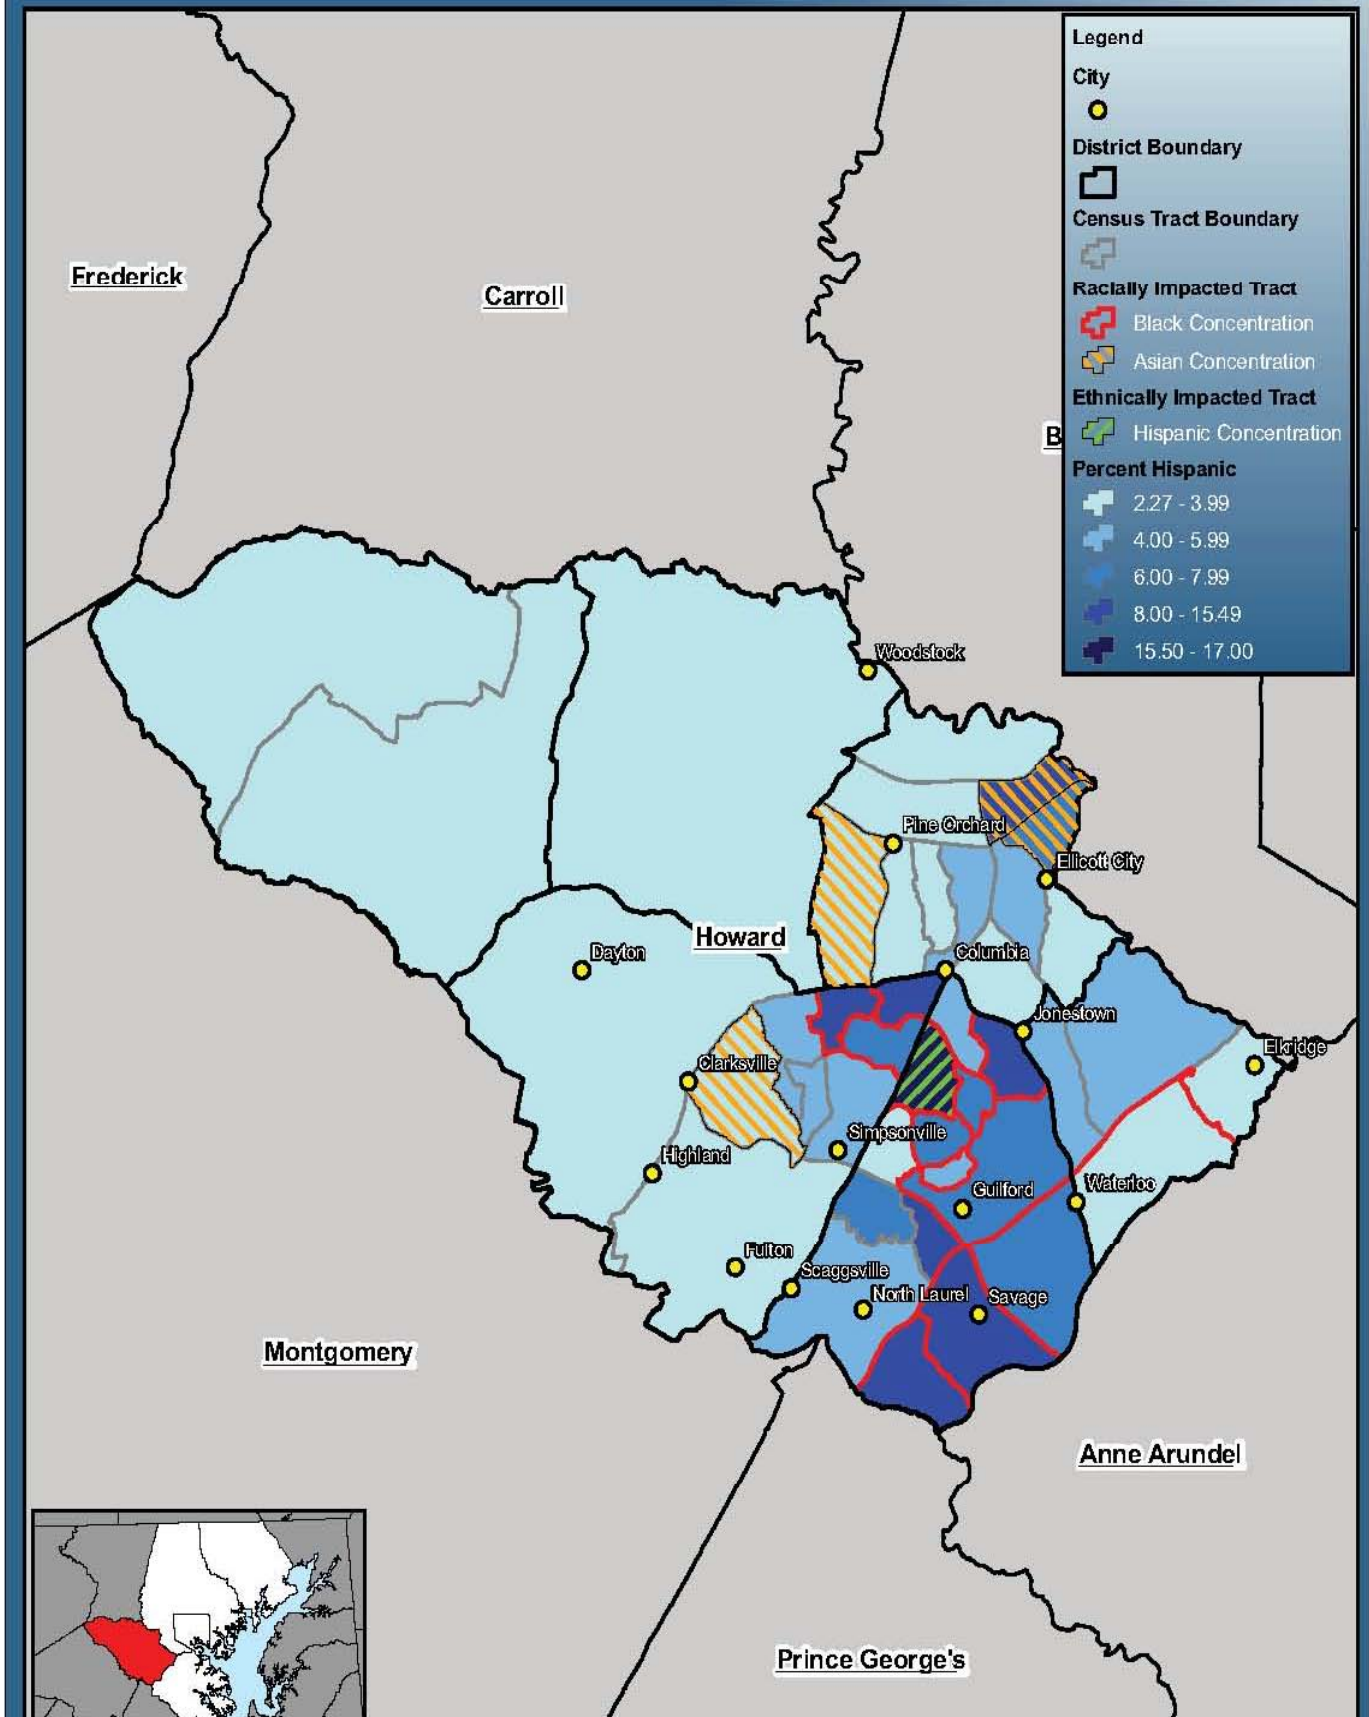 Legend
City
District Boundary
Census Tract Boundary
Racially Impacted Tract
Black Concentration
Asian Concentration
Ethnically Impacted Tract
Hispanic Concentration
Percent Hispanic
2.27 - 3.99
4.00 - 5.99
6.00 - 7.99
8.00 - 15.49
15.50 - 17.00
Frederick
Carroll
B
Woodstock
Pine Orchard
Ellicott City
Howard
Dayton
Columbia
Jonestown
Elkridge
Clarksville
Simpsonville
Highland
Guilford
Waterloo
Fulton
Scaggsville
North Laurel
Savage
Montgomery
Anne Arundel
Prince George's